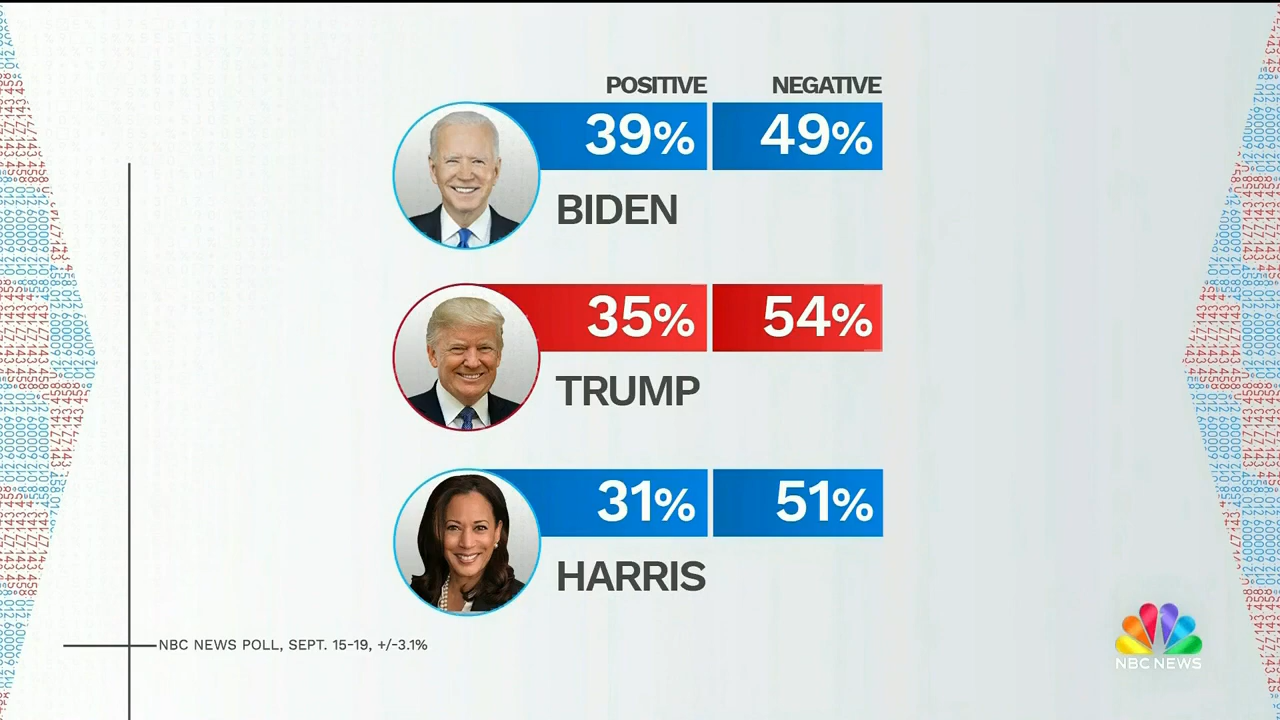 POSITIVE NEGATIVE
39% 49%
BIDEN
35% 54%
TRUMP
31% 51%
HARRIS
NBC NEWS POLL, SEPT. 15-19, +/-3.1%
NBC NEWS